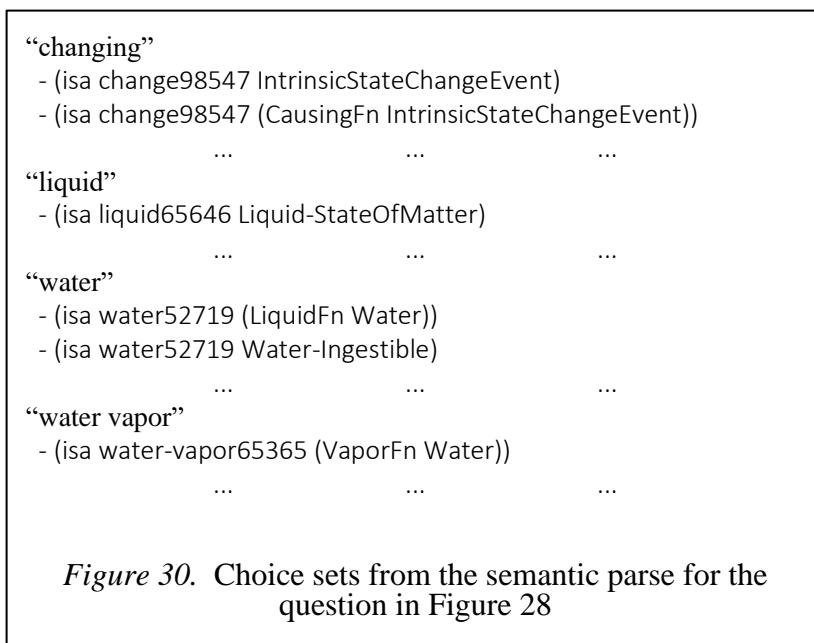 “changing”
- (isa change98547 IntrinsicStateChangeEvent)
- (isa change98547 (CausingFn IntrinsicStateChangeEvent))
... ... ...
“liquid”
- (isa liquid65646 Liquid-StateOfMatter)
... ... ...
“water”
- (isa water52719 (LiquidFn Water))
- (isa water52719 Water-Ingestible)
... ... ...
“water vapor”
- (isa water-vapor65365 (VaporFn Water))
... ... ...
Figure 30. Choice sets from the semantic parse for the
question in Figure 28